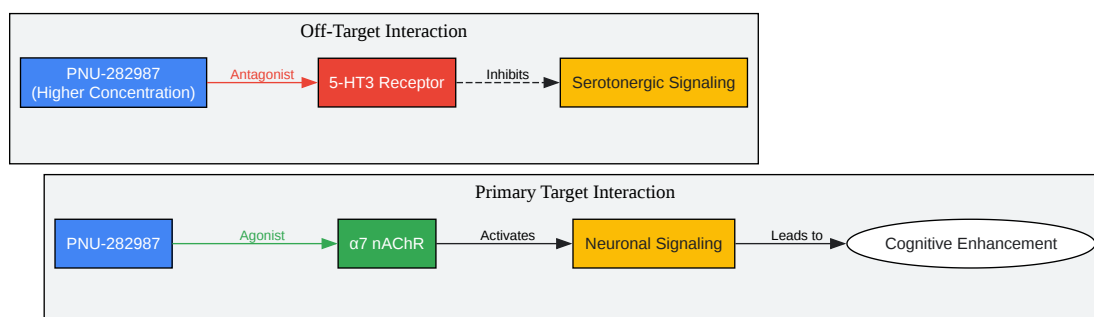 Off-Target Interaction
PNU-282987
(Higher Concentration)
Antagonist
5-HT3 Receptor
Inhibits
Serotonergic Signaling
Primary Target Interaction
PNU-282987
Agonist
α7 nAChR
Activates
Neuronal Signaling
Leads to
Cognitive Enhancement